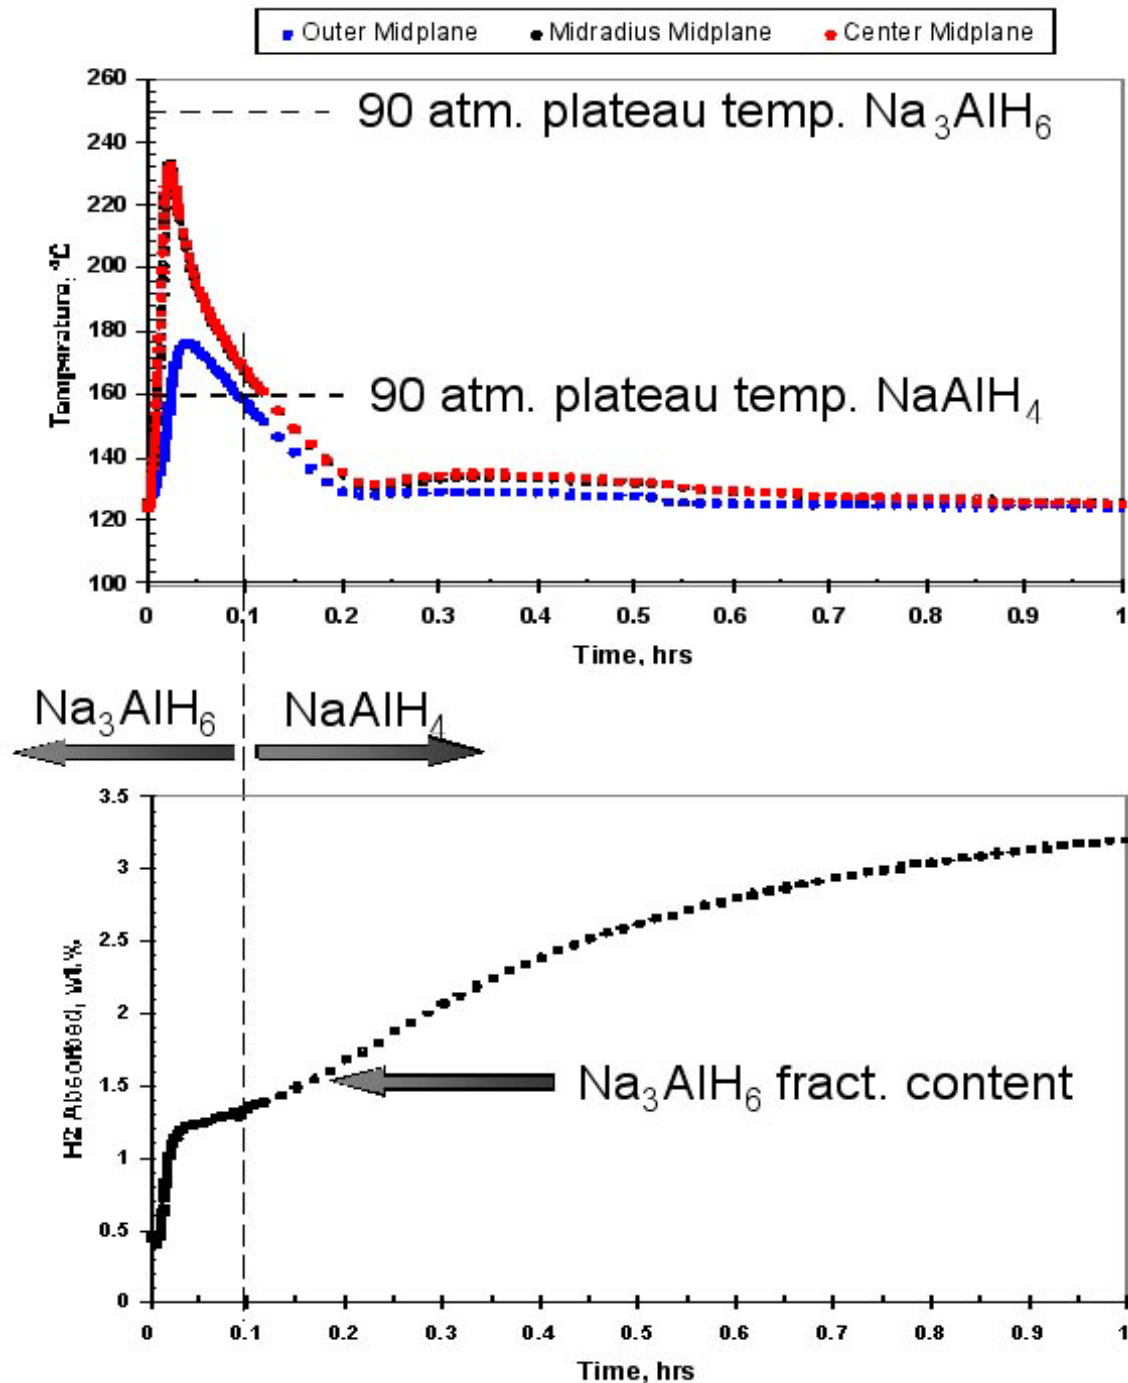 Outer Midplane Midradius Midplane Center Midplane
260
240
220
200
180
160
140
120
100
Temperature, °C
90 atm. plateau temp. Na₃AlH₆
90 atm. plateau temp. NaAlH₄
0 0.1 0.2 0.3 0.4 0.5 0.6 0.7 0.8 0.9 1
Time, hrs
Na₃AlH₆ NaAlH₄
3.5
3
2.5
2
1.5
1
0.5
0
H2 Absorbed, wt.%
Na₃AlH₆ fract. content
0 0.1 0.2 0.3 0.4 0.5 0.6 0.7 0.8 0.9 1
Time, hrs